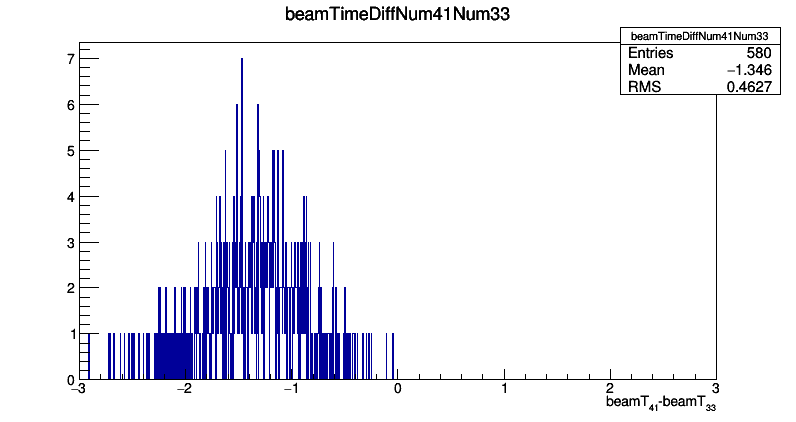 beamTimeDiffNum41Num33
beamTimeDiffNum41Num33
Entries 580
Mean −1.346
RMS 0.4627
7
6
5
4
3
2
1
0
−3 −2 −1 0 1 2 3
beamT41-beamT33